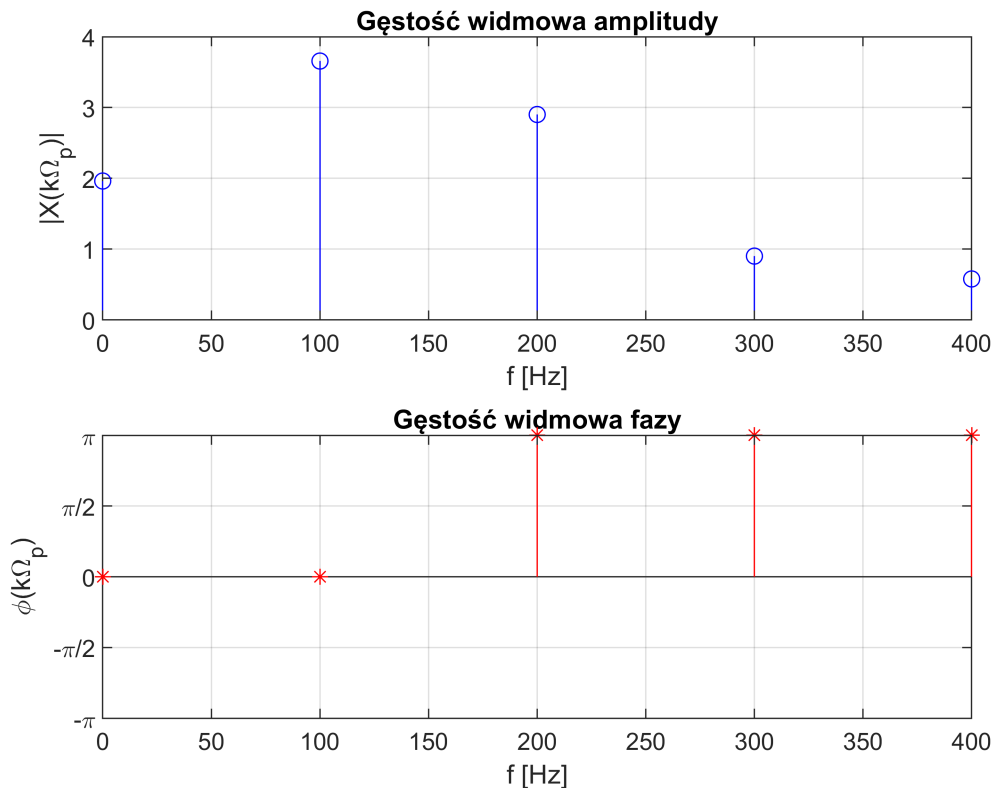 Gęstość widmowa amplitudy
4
3
2
1
0
|X(kΩp)|
0 50 100 150 200 250 300 350 400
f [Hz]
Gęstość widmowa fazy
π
π/2
0
-π/2
-π
ϕ(kΩp)
0 50 100 150 200 250 300 350 400
f [Hz]